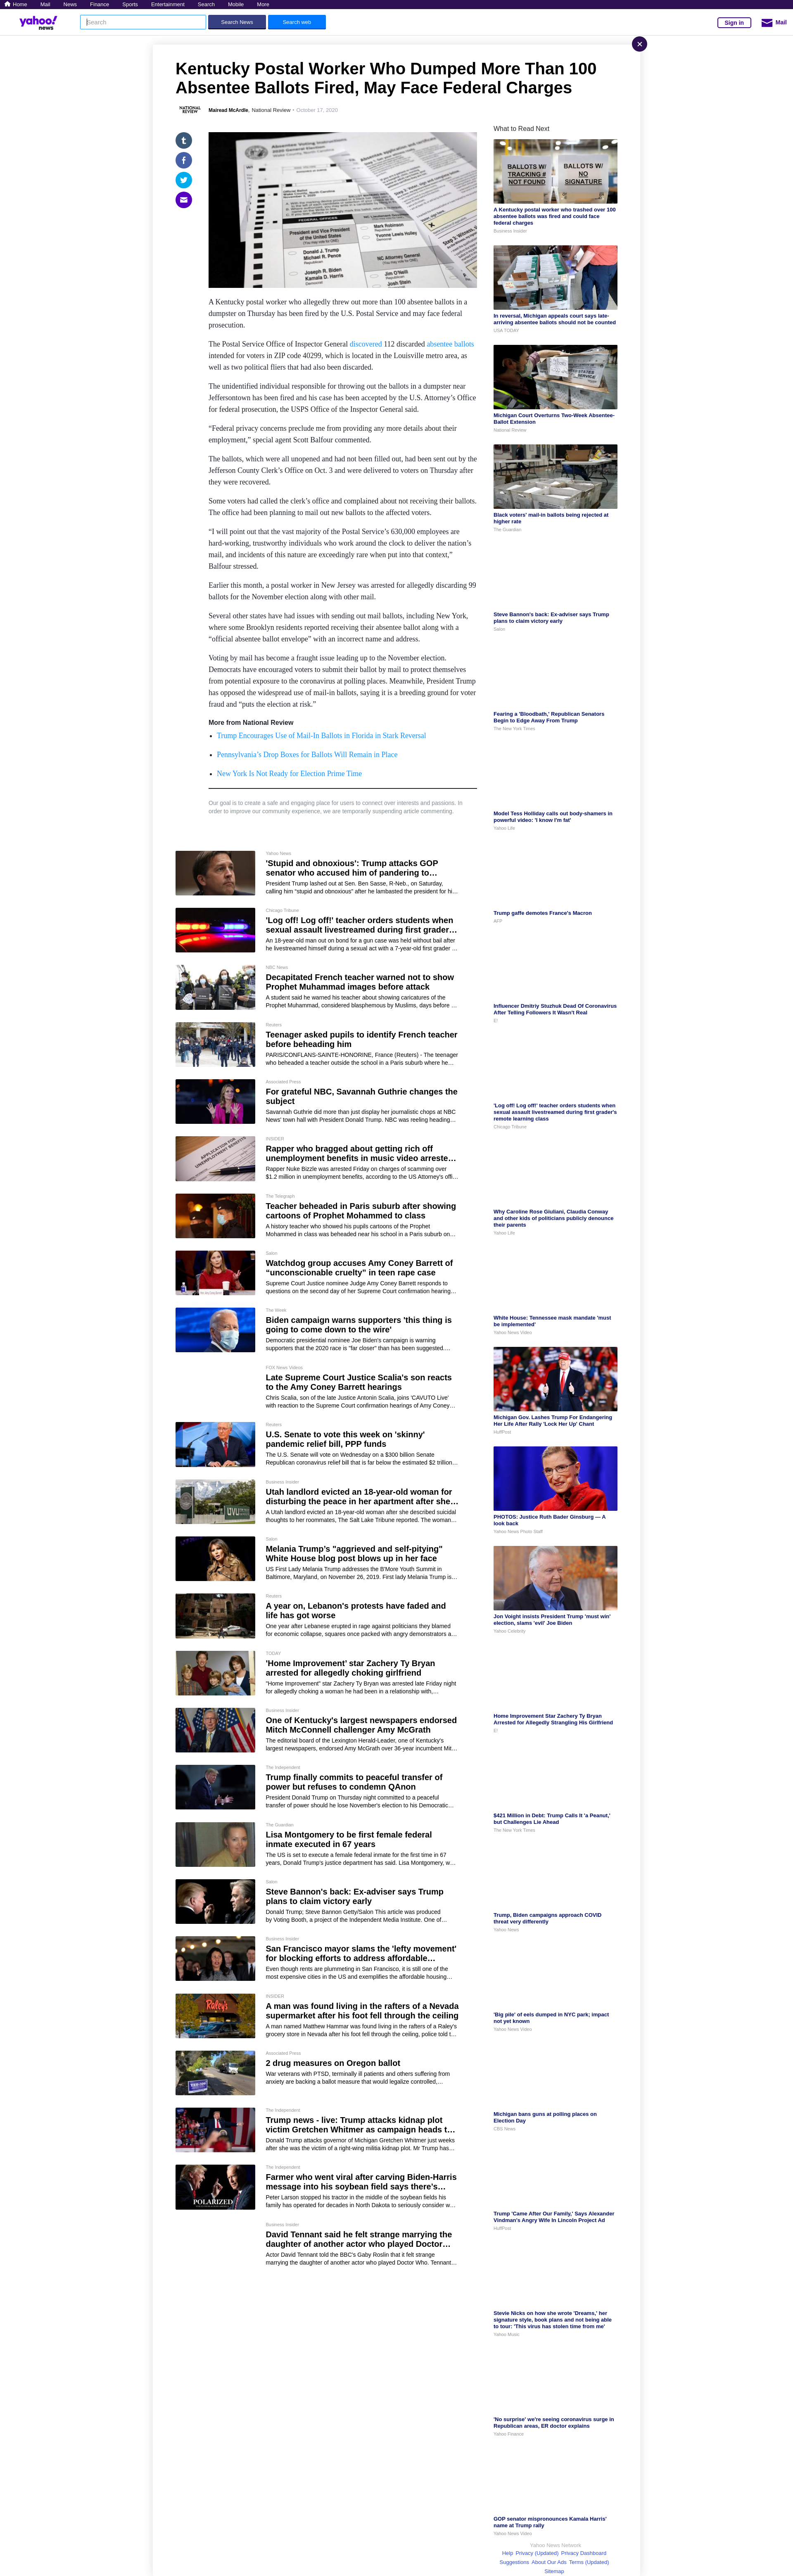 Home Mail News Finance Sports Entertainment Search Mobile More
yahoo!
news
Search
Search News
Search web
Sign in
Mail
Kentucky Postal Worker Who Dumped More Than 100
Absentee Ballots Fired, May Face Federal Charges
NATIONAL
REVIEW
Mairead McArdle, National Review • October 17, 2020
A Kentucky postal worker who allegedly threw out more than 100 absentee ballots in a
dumpster on Thursday has been fired by the U.S. Postal Service and may face federal
prosecution.
The Postal Service Office of Inspector General discovered 112 discarded absentee ballots
intended for voters in ZIP code 40299, which is located in the Louisville metro area, as
well as two political fliers that had also been discarded.
The unidentified individual responsible for throwing out the ballots in a dumpster near
Jeffersontown has been fired and his case has been accepted by the U.S. Attorney's Office
for federal prosecution, the USPS Office of the Inspector General said.
“Federal privacy concerns preclude me from providing any more details about their
employment,” special agent Scott Balfour commented.
The ballots, which were all unopened and had not been filled out, had been sent out by the
Jefferson County Clerk’s Office on Oct. 3 and were delivered to voters on Thursday after
they were recovered.
Some voters had called the clerk’s office and complained about not receiving their ballots.
The office had been planning to mail out new ballots to the affected voters.
“I will point out that the vast majority of the Postal Service’s 630,000 employees are
hard-working, trustworthy individuals who work around the clock to deliver the nation’s
mail, and incidents of this nature are exceedingly rare when put into that context,”
Balfour stressed.
Earlier this month, a postal worker in New Jersey was arrested for allegedly discarding 99
ballots for the November election along with other mail.
Several other states have had issues with sending out mail ballots, including New York,
where some Brooklyn residents reported receiving their absentee ballot along with a
“official absentee ballot envelope” with an incorrect name and address.
Voting by mail has become a fraught issue leading up to the November election.
Democrats have encouraged voters to submit their ballot by mail to protect themselves
from potential exposure to the coronavirus at polling places. Meanwhile, President Trump
has opposed the widespread use of mail-in ballots, saying it is a breeding ground for voter
fraud and “puts the election at risk.”
More from National Review
Trump Encourages Use of Mail-In Ballots in Florida in Stark Reversal
Pennsylvania’s Drop Boxes for Ballots Will Remain in Place
New York Is Not Ready for Election Prime Time
Our goal is to create a safe and engaging place for users to connect over interests and passions. In
order to improve our community experience, we are temporarily suspending article commenting.
Yahoo News
'Stupid and obnoxious': Trump attacks GOP
senator who accused him of pandering to…
President Trump lashed out at Sen. Ben Sasse, R-Neb., on Saturday,
calling him “stupid and obnoxious” after he lambasted the president for hi…
Chicago Tribune
'Log off! Log off!' teacher orders students when
sexual assault livestreamed during first grader…
An 18-year-old man out on bond for a gun case was held without bail after
he livestreamed himself during a sexual act with a 7-year-old first grader …
NBC News
Decapitated French teacher warned not to show
Prophet Muhammad images before attack
A student said he warned his teacher about showing caricatures of the
Prophet Muhammad, considered blasphemous by Muslims, days before …
Reuters
Teenager asked pupils to identify French teacher
before beheading him
PARIS/CONFLANS-SAINTE-HONORINE, France (Reuters) - The teenager
who beheaded a teacher outside the school in a Paris suburb where he…
Associated Press
For grateful NBC, Savannah Guthrie changes the
subject
Savannah Guthrie did more than just display her journalistic chops at NBC
News' town hall with President Donald Trump. NBC was reeling heading…
INSIDER
Rapper who bragged about getting rich off
unemployment benefits in music video arreste…
Rapper Nuke Bizzle was arrested Friday on charges of scamming over
$1.2 million in unemployment benefits, according to the US Attorney's offi…
The Telegraph
Teacher beheaded in Paris suburb after showing
cartoons of Prophet Mohammed to class
A history teacher who showed his pupils cartoons of the Prophet
Mohammed in class was beheaded near his school in a Paris suburb on…
Salon
Watchdog group accuses Amy Coney Barrett of
“unconscionable cruelty” in teen rape case
Supreme Court Justice nominee Judge Amy Coney Barrett responds to
questions on the second day of her Supreme Court confirmation hearing…
The Week
Biden campaign warns supporters 'this thing is
going to come down to the wire'
Democratic presidential nominee Joe Biden's campaign is warning
supporters that the 2020 race is "far closer" than has been suggested.…
FOX News Videos
Late Supreme Court Justice Scalia's son reacts
to the Amy Coney Barrett hearings
Chris Scalia, son of the late Justice Antonin Scalia, joins 'CAVUTO Live'
with reaction to the Supreme Court confirmation hearings of Amy Coney…
Reuters
U.S. Senate to vote this week on 'skinny'
pandemic relief bill, PPP funds
The U.S. Senate will vote on Wednesday on a $300 billion Senate
Republican coronavirus relief bill that is far below the estimated $2 trillion…
Business Insider
Utah landlord evicted an 18-year-old woman for
disturbing the peace in her apartment after she…
A Utah landlord evicted an 18-year-old woman after she described suicidal
thoughts to her roommates, The Salt Lake Tribune reported. The woman…
Salon
Melania Trump’s "aggrieved and self-pitying"
White House blog post blows up in her face
US First Lady Melania Trump addresses the B'More Youth Summit in
Baltimore, Maryland, on November 26, 2019. First lady Melania Trump is…
Reuters
A year on, Lebanon's protests have faded and
life has got worse
One year after Lebanese erupted in rage against politicians they blamed
for economic collapse, squares once packed with angry demonstrators a…
TODAY
'Home Improvement’ star Zachery Ty Bryan
arrested for allegedly choking girlfriend
"Home Improvement" star Zachery Ty Bryan was arrested late Friday night
for allegedly choking a woman he had been in a relationship with,…
Business Insider
One of Kentucky's largest newspapers endorsed
Mitch McConnell challenger Amy McGrath
The editorial board of the Lexington Herald-Leader, one of Kentucky's
largest newspapers, endorsed Amy McGrath over 36-year incumbent Mit…
The Independent
Trump finally commits to peaceful transfer of
power but refuses to condemn QAnon
President Donald Trump on Thursday night committed to a peaceful
transfer of power should he lose November's election to his Democratic…
The Guardian
Lisa Montgomery to be first female federal
inmate executed in 67 years
The US is set to execute a female federal inmate for the first time in 67
years, Donald Trump's justice department has said. Lisa Montgomery, w…
Salon
Steve Bannon's back: Ex-adviser says Trump
plans to claim victory early
Donald Trump; Steve Bannon Getty/Salon This article was produced
by Voting Booth, a project of the Independent Media Institute. One of…
Business Insider
San Francisco mayor slams the 'lefty movement'
for blocking efforts to address affordable…
Even though rents are plummeting in San Francisco, it is still one of the
most expensive cities in the US and exemplifies the affordable housing…
INSIDER
A man was found living in the rafters of a Nevada
supermarket after his foot fell through the ceiling
A man named Matthew Hammar was found living in the rafters of a Raley's
grocery store in Nevada after his foot fell through the ceiling, police told t…
Associated Press
2 drug measures on Oregon ballot
War veterans with PTSD, terminally ill patients and others suffering from
anxiety are backing a ballot measure that would legalize controlled,…
The Independent
Trump news - live: Trump attacks kidnap plot
victim Gretchen Whitmer as campaign heads t…
Donald Trump attacks governor of Michigan Gretchen Whitmer just weeks
after she was the victim of a right-wing militia kidnap plot. Mr Trump has…
The Independent
Farmer who went viral after carving Biden-Harris
message into his soybean field says there's…
Peter Larson stopped his tractor in the middle of the soybean fields his
family has operated for decades in North Dakota to seriously consider w…
POLARIZED
Business Insider
David Tennant said he felt strange marrying the
daughter of another actor who played Doctor…
Actor David Tennant told the BBC's Gaby Roslin that it felt strange
marrying the daughter of another actor who played Doctor Who. Tennant…
What to Read Next
BALLOTS W/
TRACKING #
NOT FOUND
BALLOTS W/
NO
SIGNATURE
A Kentucky postal worker who trashed over 100
absentee ballots was fired and could face
federal charges
Business Insider
In reversal, Michigan appeals court says late-
arriving absentee ballots should not be counted
USA TODAY
Michigan Court Overturns Two-Week Absentee-
Ballot Extension
National Review
Black voters' mail-in ballots being rejected at
higher rate
The Guardian
Steve Bannon's back: Ex-adviser says Trump
plans to claim victory early
Salon
Fearing a 'Bloodbath,' Republican Senators
Begin to Edge Away From Trump
The New York Times
Model Tess Holliday calls out body-shamers in
powerful video: 'I know I'm fat'
Yahoo Life
Trump gaffe demotes France's Macron
AFP
Influencer Dmitriy Stuzhuk Dead Of Coronavirus
After Telling Followers It Wasn't Real
E!
'Log off! Log off!' teacher orders students when
sexual assault livestreamed during first grader's
remote learning class
Chicago Tribune
Why Caroline Rose Giuliani, Claudia Conway
and other kids of politicians publicly denounce
their parents
Yahoo Life
White House: Tennessee mask mandate 'must
be implemented'
Yahoo News Video
Michigan Gov. Lashes Trump For Endangering
Her Life After Rally 'Lock Her Up' Chant
HuffPost
PHOTOS: Justice Ruth Bader Ginsburg — A
look back
Yahoo News Photo Staff
Jon Voight insists President Trump 'must win'
election, slams 'evil' Joe Biden
Yahoo Celebrity
Home Improvement Star Zachery Ty Bryan
Arrested for Allegedly Strangling His Girlfriend
E!
$421 Million in Debt: Trump Calls It 'a Peanut,'
but Challenges Lie Ahead
The New York Times
Trump, Biden campaigns approach COVID
threat very differently
Yahoo News
'Big pile' of eels dumped in NYC park; impact
not yet known
Yahoo News Video
Michigan bans guns at polling places on
Election Day
CBS News
Trump 'Came After Our Family,' Says Alexander
Vindman's Angry Wife In Lincoln Project Ad
HuffPost
Stevie Nicks on how she wrote 'Dreams,' her
signature style, book plans and not being able
to tour: 'This virus has stolen time from me'
Yahoo Music
'No surprise' we're seeing coronavirus surge in
Republican areas, ER doctor explains
Yahoo Finance
GOP senator mispronounces Kamala Harris'
name at Trump rally
Yahoo News Video
Yahoo News Network
Help Privacy (Updated) Privacy Dashboard
Suggestions About Our Ads Terms (Updated)
Sitemap